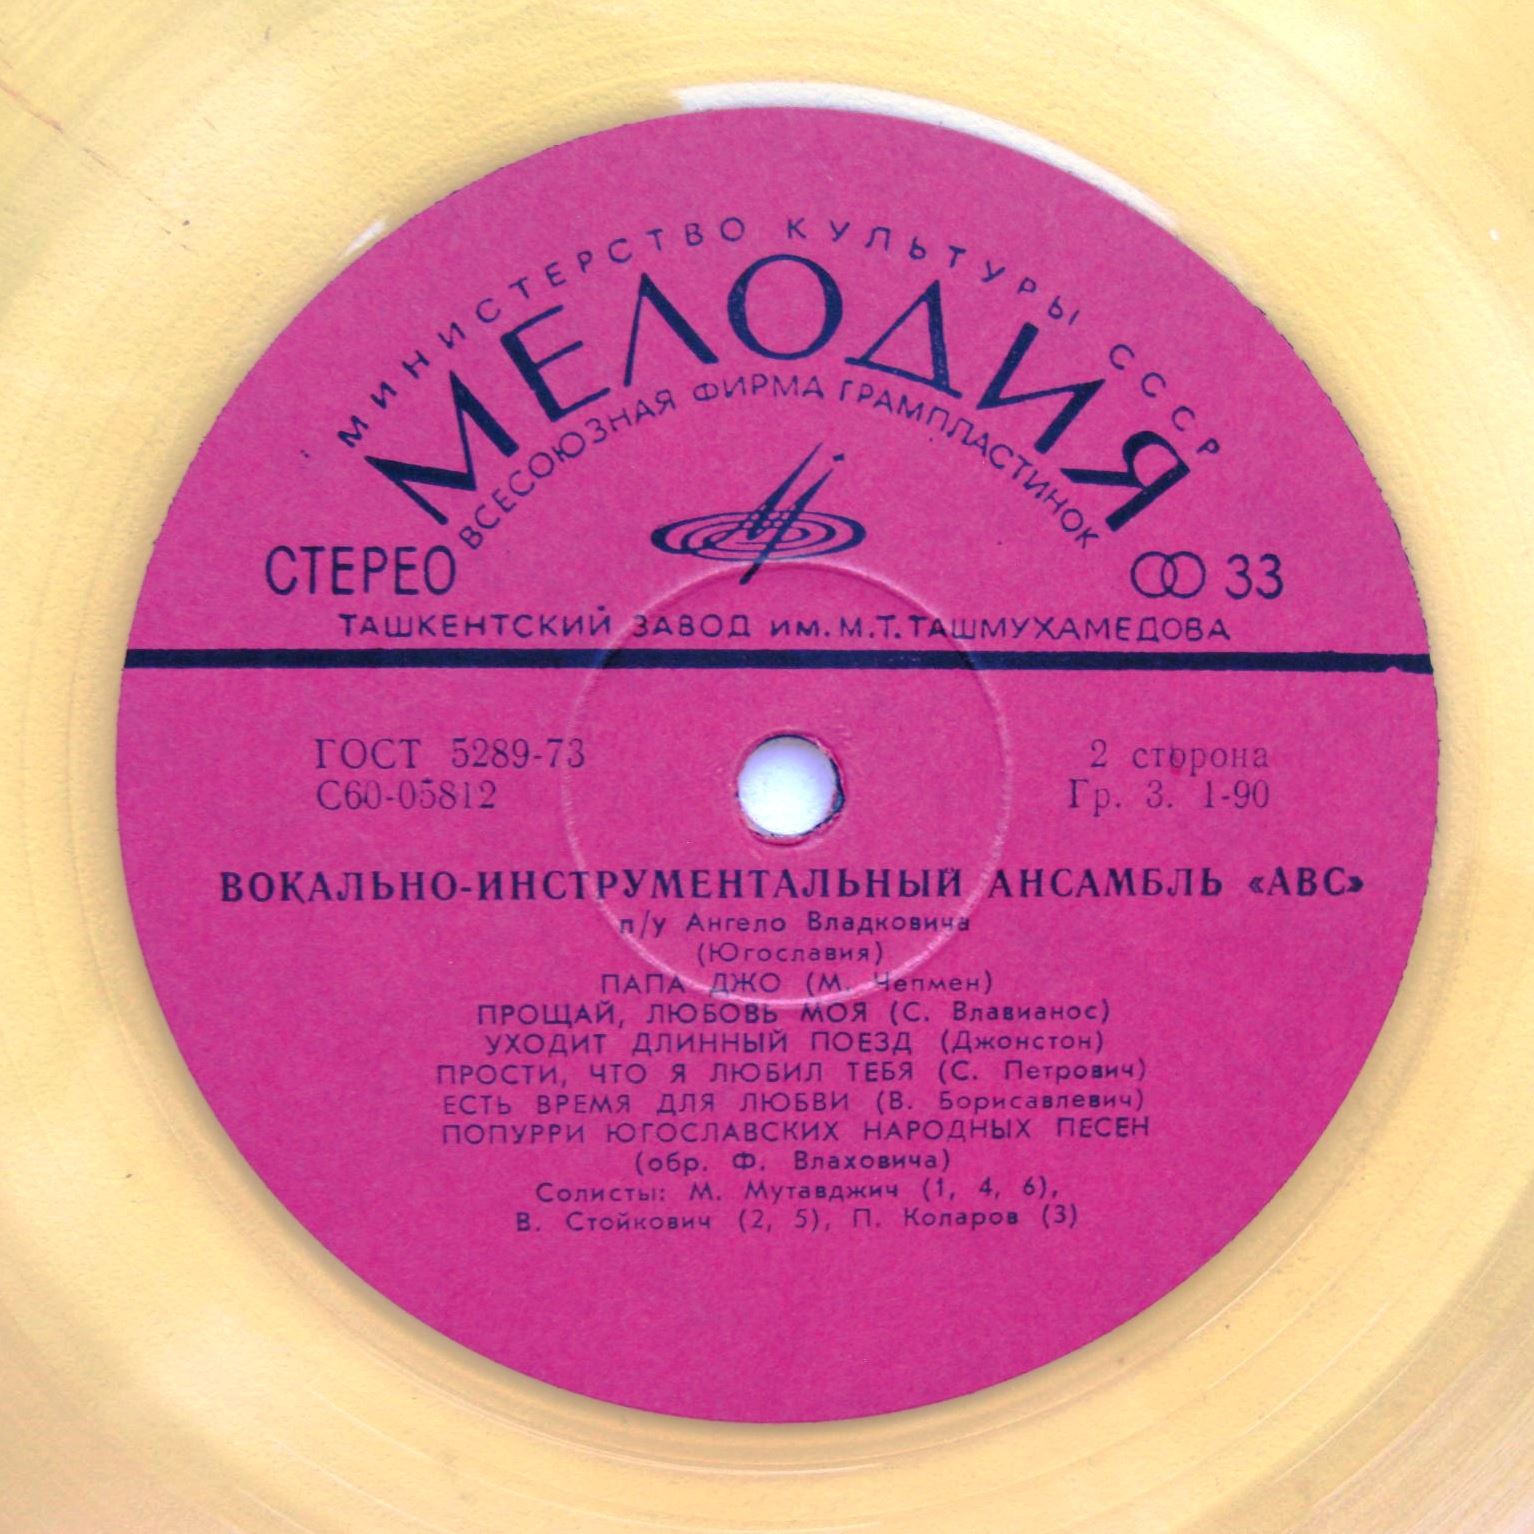 МИНИСТЕРСТВО КУЛЬТУРЫ СССР
МЕЛОДИЯ
ВСЕСОЮЗНАЯ ФИРМА ГРАМПЛАСТИНОК
СТЕРЕО
33
ТАШКЕНТСКИЙ ЗАВОД им. М.Т. ТАШМУХАМЕДОВА
ГОСТ 5289-73
2 сторона
С60-05812
Гр. 3. 1-90
ВОКАЛЬНО-ИНСТРУМЕНТАЛЬНЫЙ АНСАМБЛЬ «АВС»
п/у Ангело Владковича
(Югославия)
ПАПА ДЖО (М. Чепмен)
ПРОЩАЙ, ЛЮБОВЬ МОЯ (С. Влавианос)
УХОДИТ ДЛИННЫЙ ПОЕЗД (Джонстон)
ПРОСТИ, ЧТО Я ЛЮБИЛ ТЕБЯ (С. Петрович)
ЕСТЬ ВРЕМЯ ДЛЯ ЛЮБВИ (В. Борисавлевич)
ПОПУРРИ ЮГОСЛАВСКИХ НАРОДНЫХ ПЕСЕН
(обр. Ф. Влаховича)
Солисты: М. Мутавджич (1, 4, 6),
В. Стойкович (2, 5), П. Коларов (3)